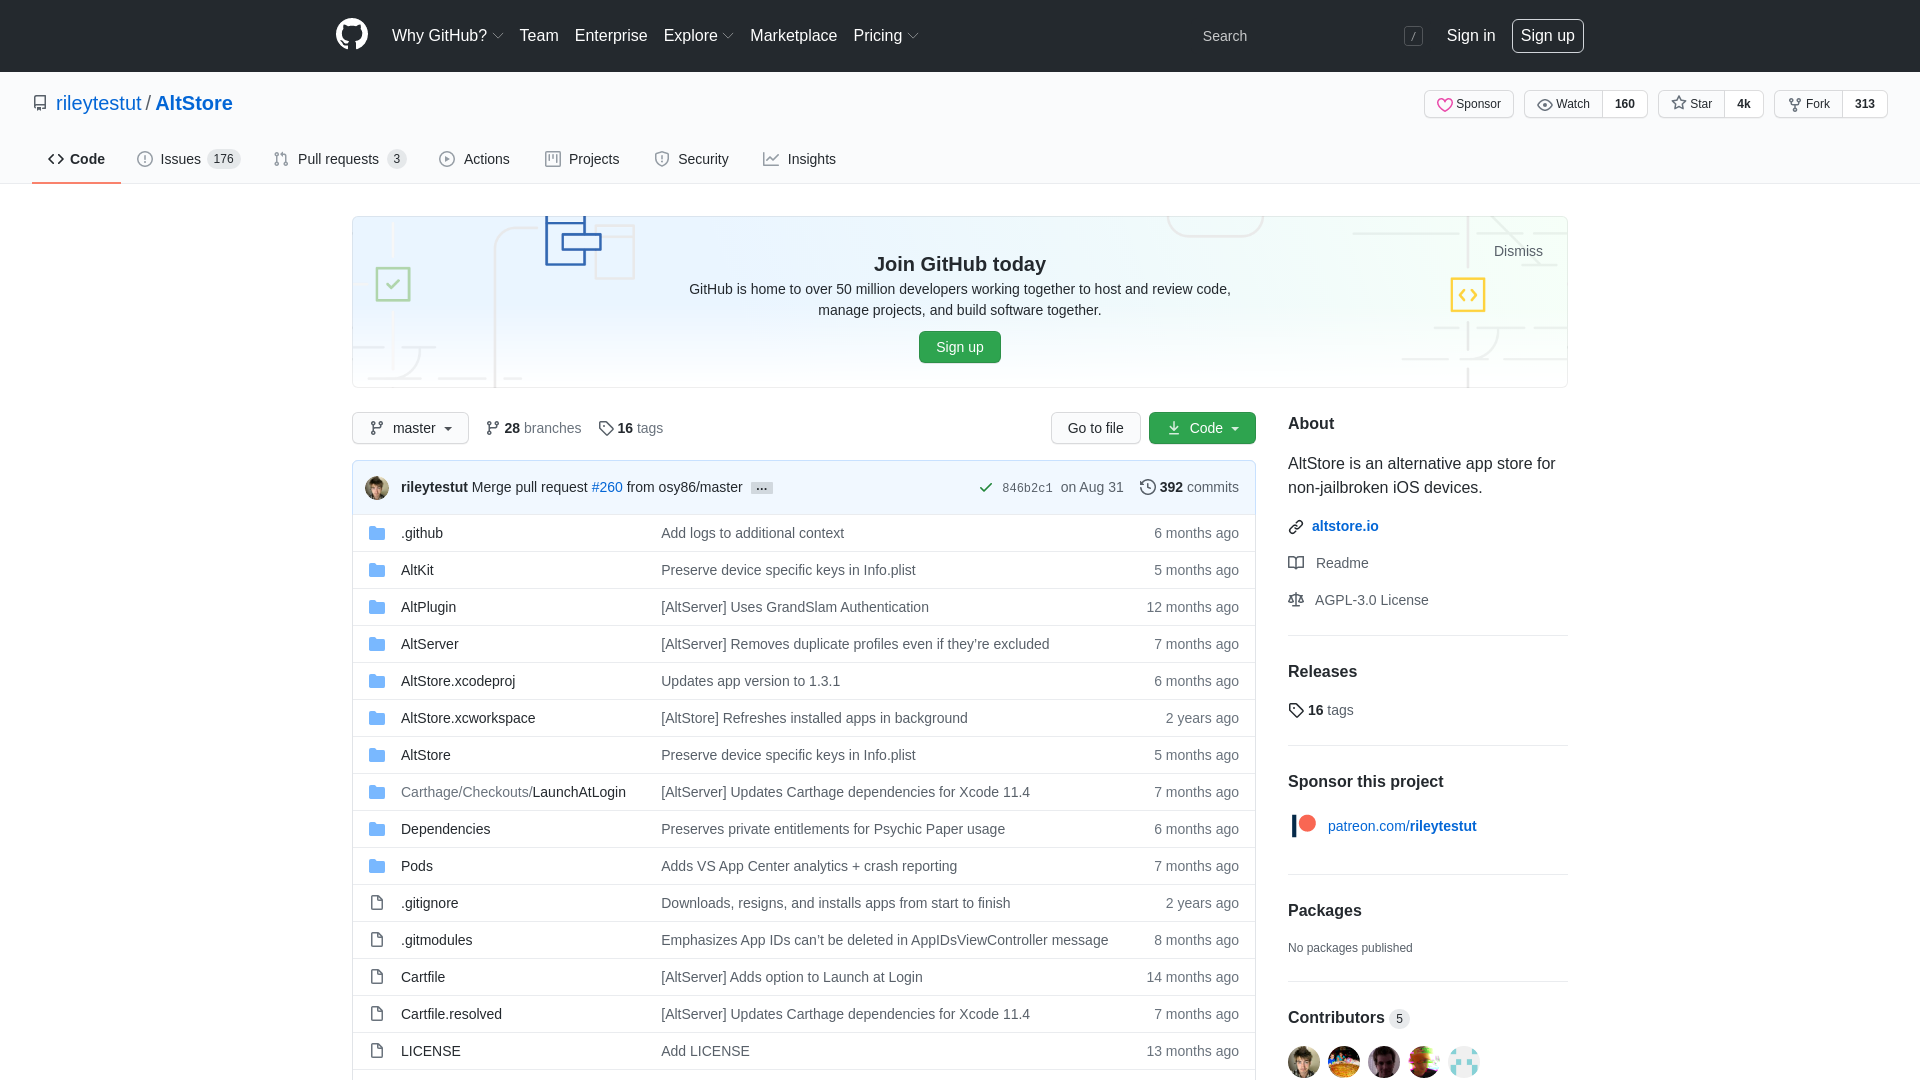 Why GitHub? Team Enterprise Explore Marketplace Pricing Search / Sign in Sign up
rileytestut / AltStore
Sponsor Watch 160 Star 4k Fork 313
Code Issues 176 Pull requests 3 Actions Projects Security Insights
Dismiss
Join GitHub today
GitHub is home to over 50 million developers working together to host and review code,
manage projects, and build software together.
Sign up
master 28 branches 16 tags Go to file Code
rileytestut Merge pull request #260 from osy86/master … 846b2c1 on Aug 31 392 commits
.github Add logs to additional context 6 months ago
AltKit Preserve device specific keys in Info.plist 5 months ago
AltPlugin [AltServer] Uses GrandSlam Authentication 12 months ago
AltServer [AltServer] Removes duplicate profiles even if they’re excluded 7 months ago
AltStore.xcodeproj Updates app version to 1.3.1 6 months ago
AltStore.xcworkspace [AltStore] Refreshes installed apps in background 2 years ago
AltStore Preserve device specific keys in Info.plist 5 months ago
Carthage/Checkouts/LaunchAtLogin [AltServer] Updates Carthage dependencies for Xcode 11.4 7 months ago
Dependencies Preserves private entitlements for Psychic Paper usage 6 months ago
Pods Adds VS App Center analytics + crash reporting 7 months ago
.gitignore Downloads, resigns, and installs apps from start to finish 2 years ago
.gitmodules Emphasizes App IDs can’t be deleted in AppIDsViewController message 8 months ago
Cartfile [AltServer] Adds option to Launch at Login 14 months ago
Cartfile.resolved [AltServer] Updates Carthage dependencies for Xcode 11.4 7 months ago
LICENSE Add LICENSE 13 months ago
About
AltStore is an alternative app store for
non-jailbroken iOS devices.
altstore.io
Readme
AGPL-3.0 License
Releases
16 tags
Sponsor this project
patreon.com/rileytestut
Packages
No packages published
Contributors 5